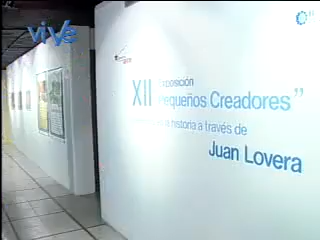 vive
XII Exposición
Pequeños Creadores"
historia a través de
Juan Lovera